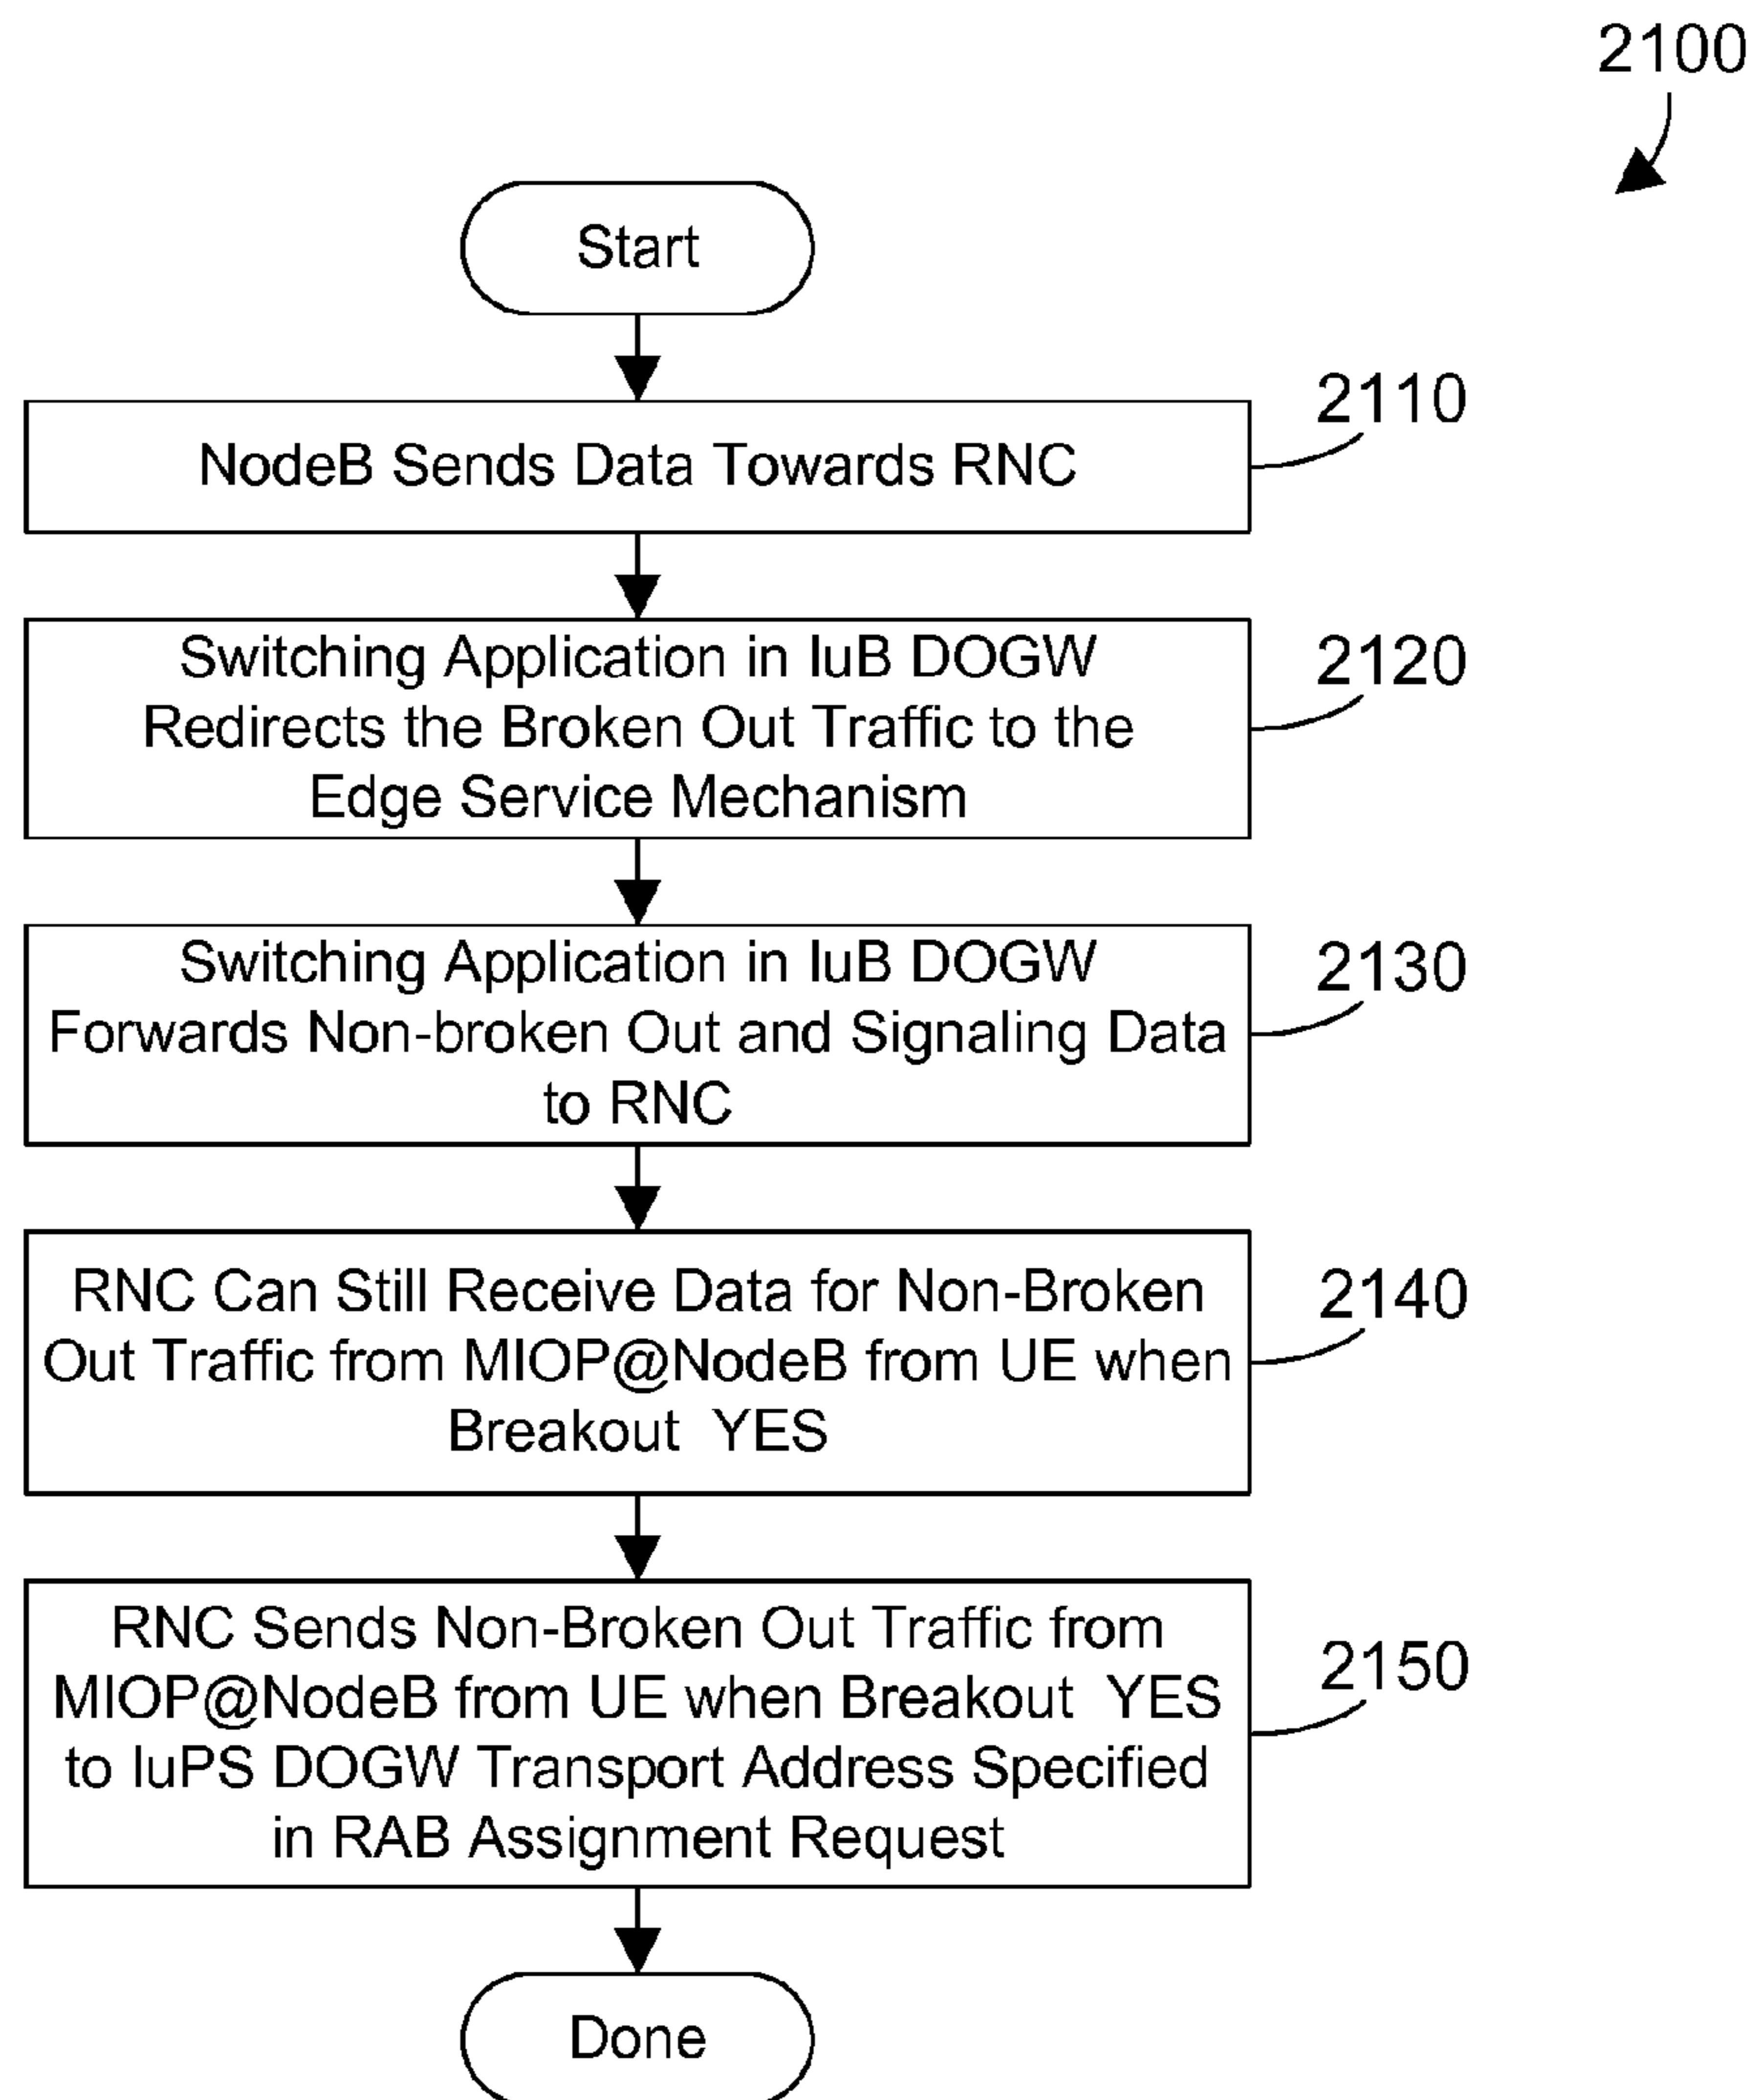 2100
Start
2110
NodeB Sends Data Towards RNC
2120
Switching Application in IuB DOGW
Redirects the Broken Out Traffic to the
Edge Service Mechanism
2130
Switching Application in IuB DOGW
Forwards Non-broken Out and Signaling Data
to RNC
2140
RNC Can Still Receive Data for Non-Broken
Out Traffic from MIOP@NodeB from UE when
Breakout YES
2150
RNC Sends Non-Broken Out Traffic from
MIOP@NodeB from UE when Breakout YES
to IuPS DOGW Transport Address Specified
in RAB Assignment Request
Done